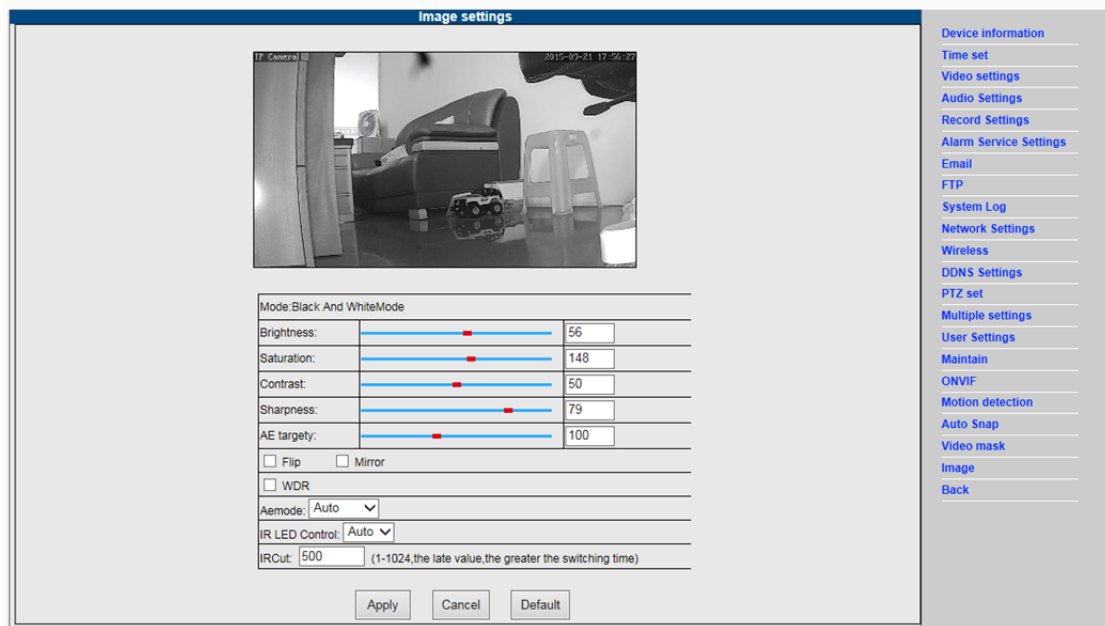 Image settings
IP Camera
2015-09-21 17:56:27
Mode:Black And WhiteMode
Brightness: 56
Saturation: 148
Contrast: 50
Sharpness: 79
AE targety: 100
Flip Mirror
WDR
Aemode: Auto
IR LED Control: Auto
IRCut: 500 (1-1024,the late value,the greater the switching time)
Apply Cancel Default
Device information
Time set
Video settings
Audio Settings
Record Settings
Alarm Service Settings
Email
FTP
System Log
Network Settings
Wireless
DDNS Settings
PTZ set
Multiple settings
User Settings
Maintain
ONVIF
Motion detection
Auto Snap
Video mask
Image
Back